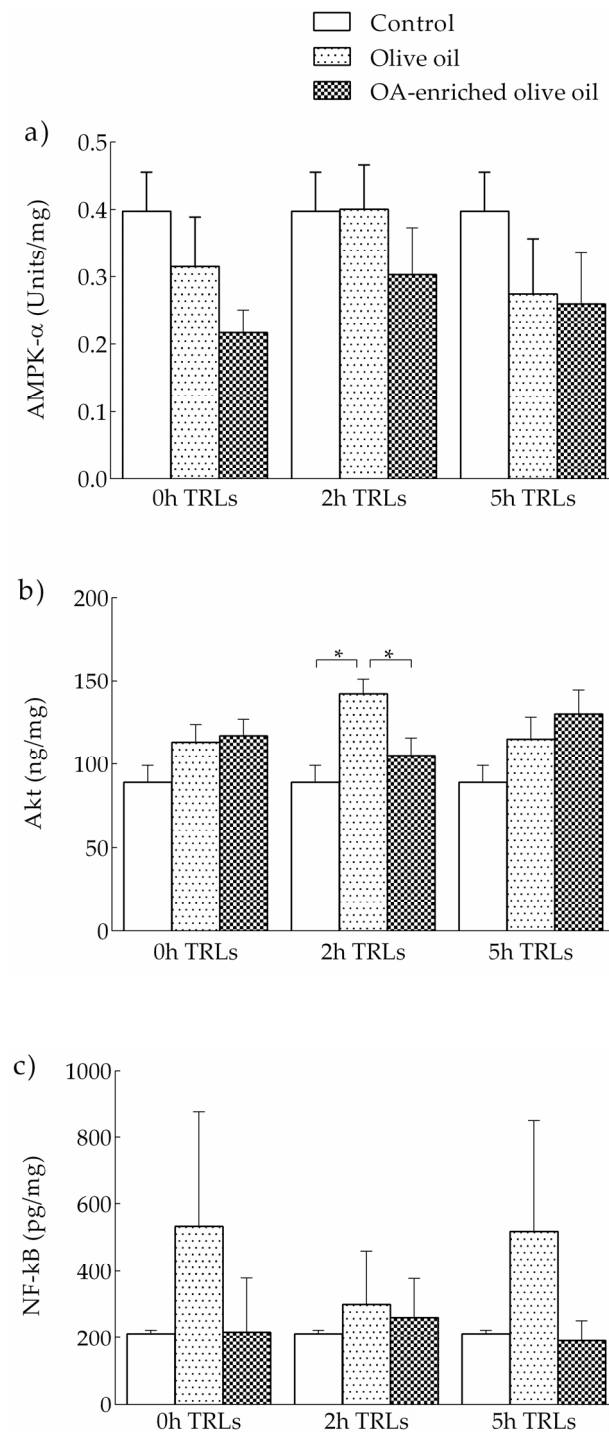 Control
Olive oil
OA-enriched olive oil
a)
AMPK-α (Units/mg)
0.5
0.4
0.3
0.2
0.1
0.0
0h TRLs 2h TRLs 5h TRLs
b)
Akt (ng/mg)
200
150
100
50
0
* *
0h TRLs 2h TRLs 5h TRLs
c)
NF-kB (pg/mg)
1000
800
600
400
200
0
0h TRLs 2h TRLs 5h TRLs